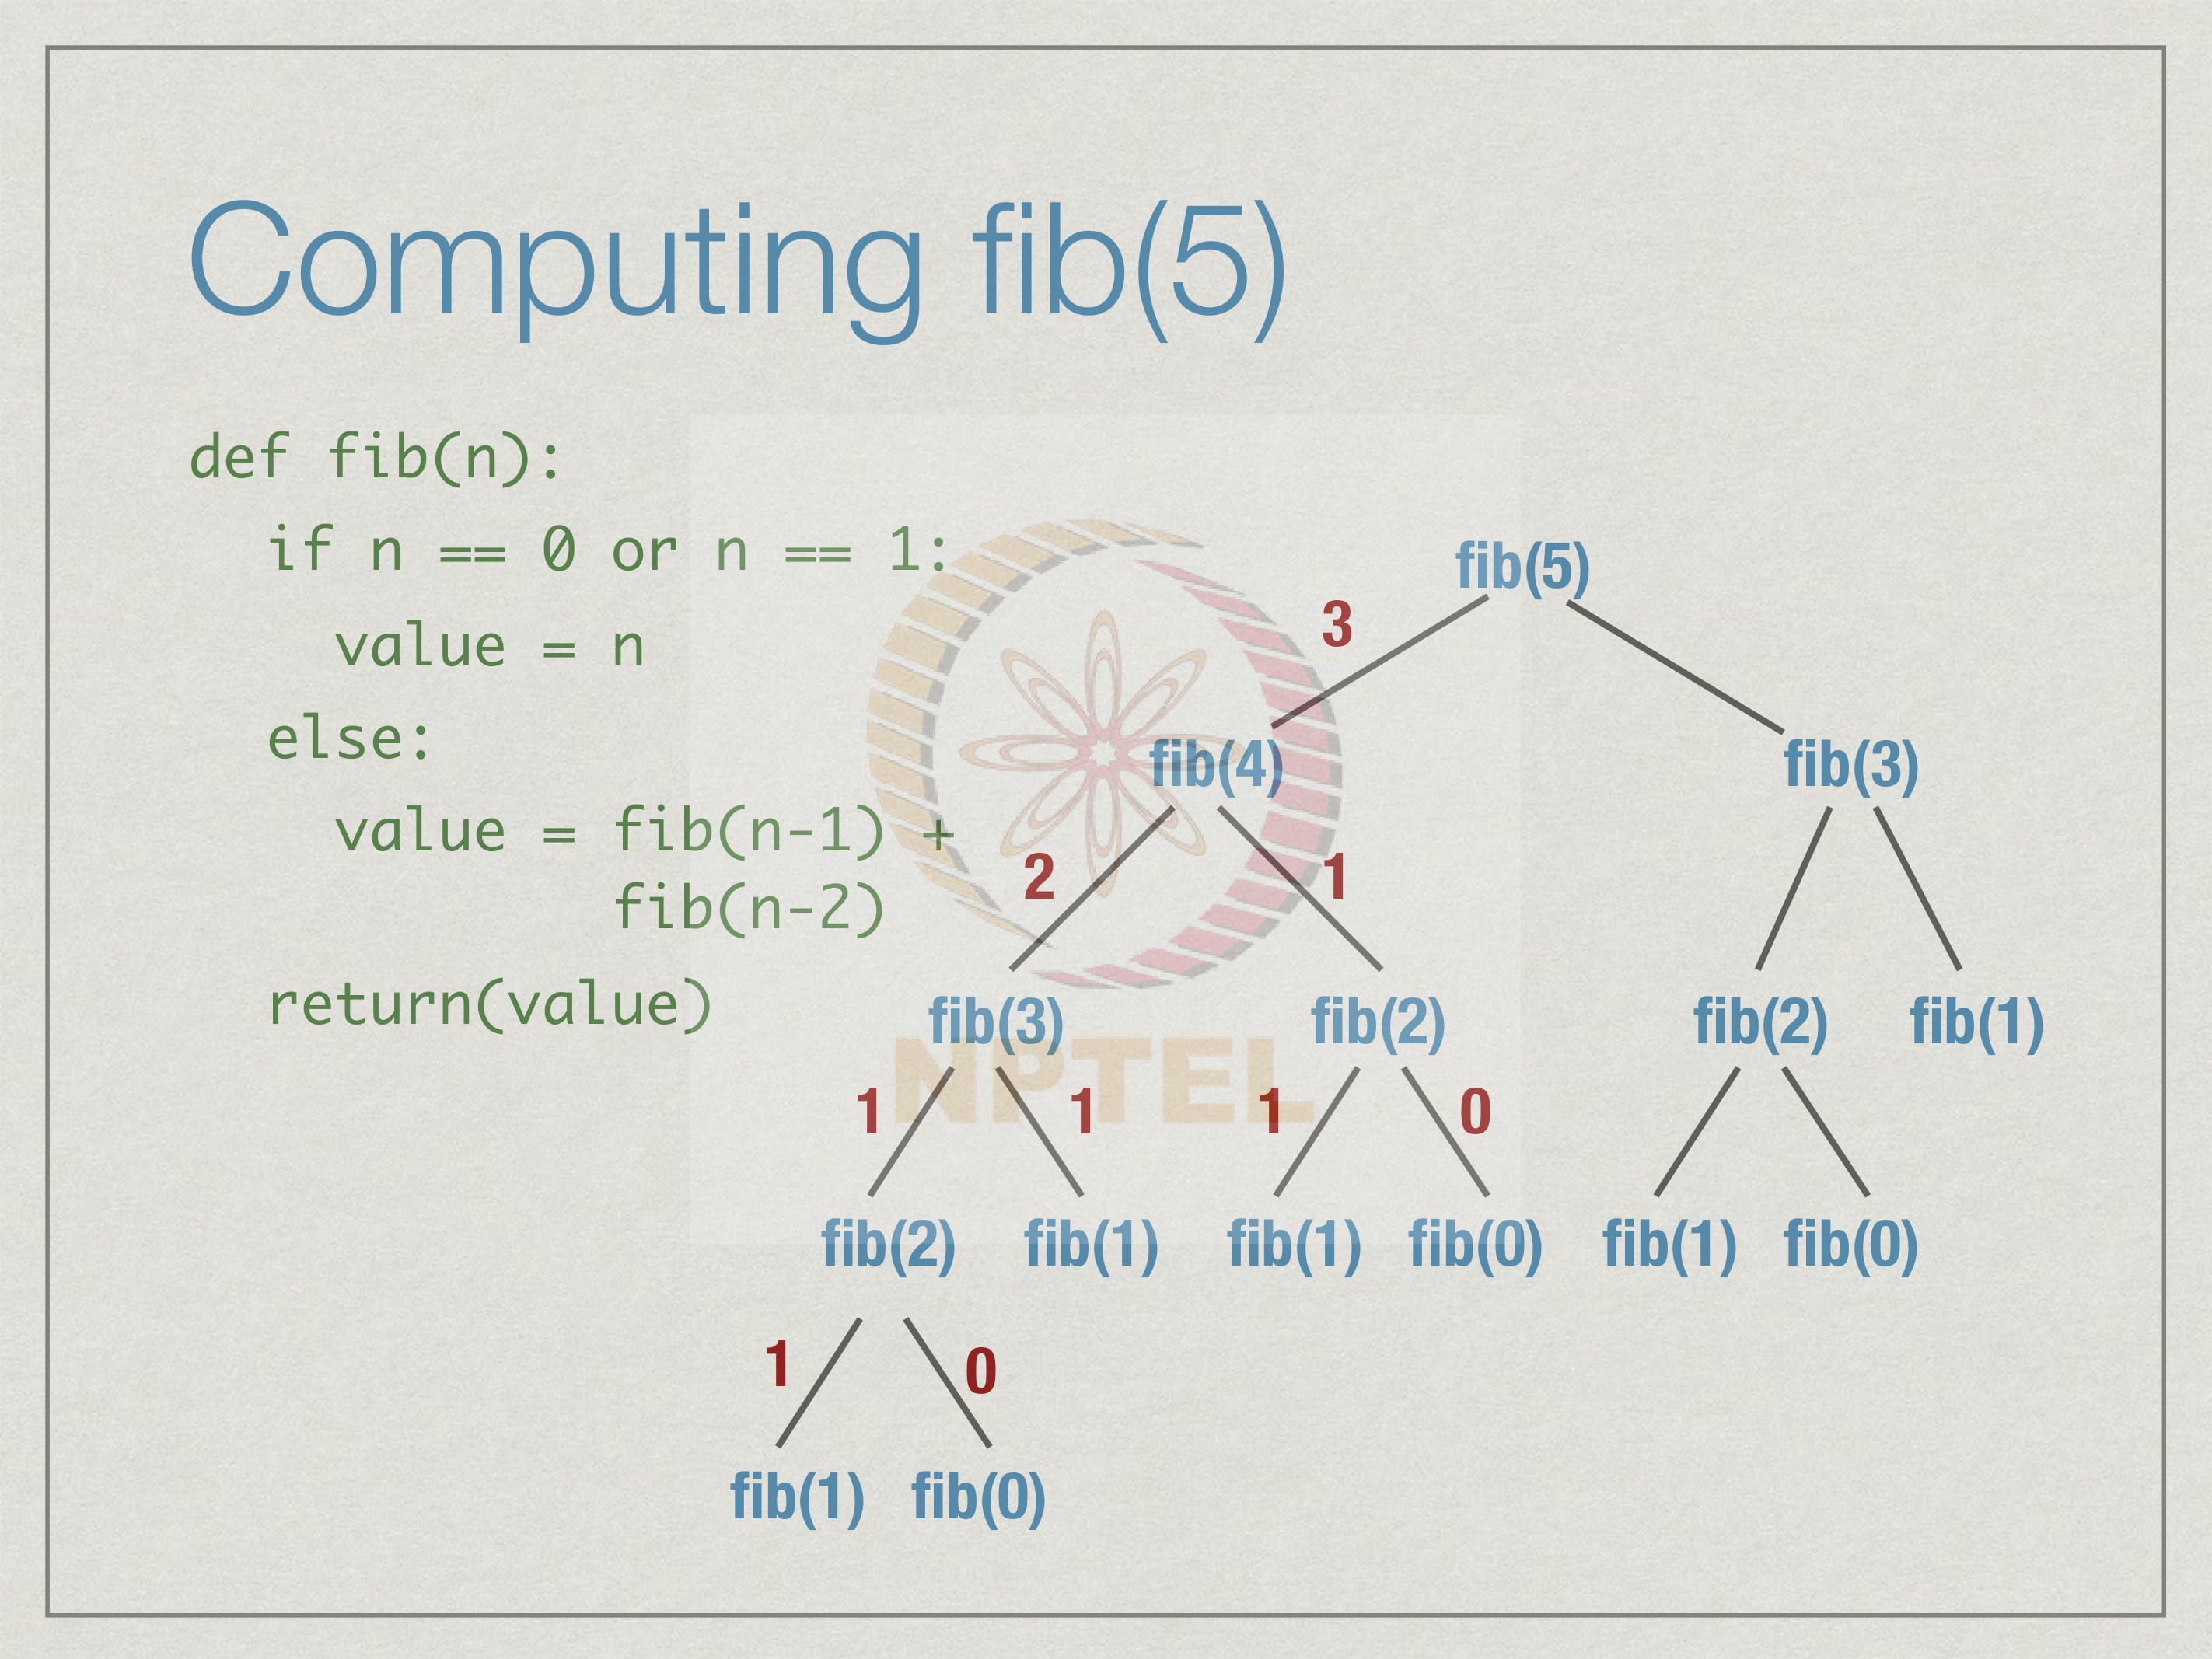 Computing fib(5)
def fib(n):
if n == 0 or n == 1:
value = n
else:
value = fib(n-1) +
fib(n-2)
return(value)
fib(5)
3
fib(4)
fib(3)
2
1
fib(3)
fib(2)
fib(2)
fib(1)
NPTEL
1
1
1
0
fib(2)
fib(1)
fib(1)
fib(0)
fib(1)
fib(0)
1
0
fib(1)
fib(0)